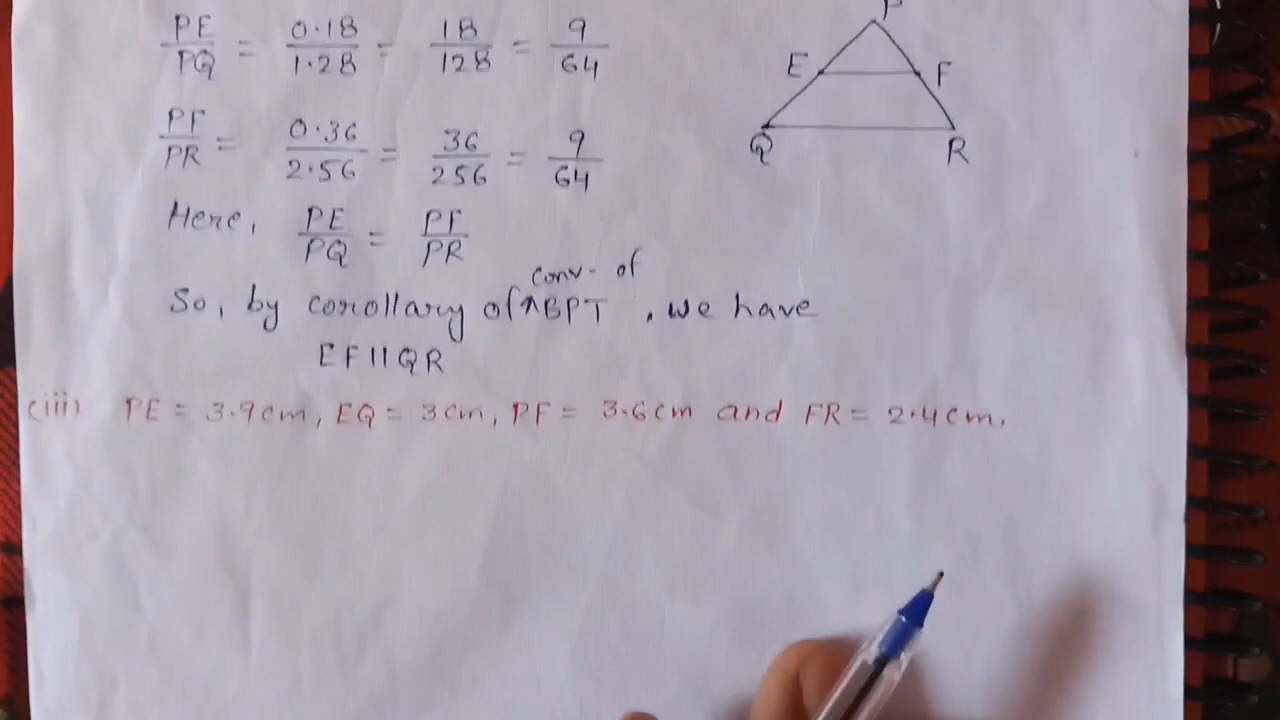 PE/PQ = 0.18/1.28 = 18/128 = 9/64
P
E F
Q R
PF/PR = 0.36/2.56 = 36/256 = 9/64
Here, PE/PQ = PF/PR
conv. of
So, by corollary of ^BPT, we have
EF||QR
(iii) PE = 3.9cm, EQ = 3cm, PF = 3.6cm and FR = 2.4cm.